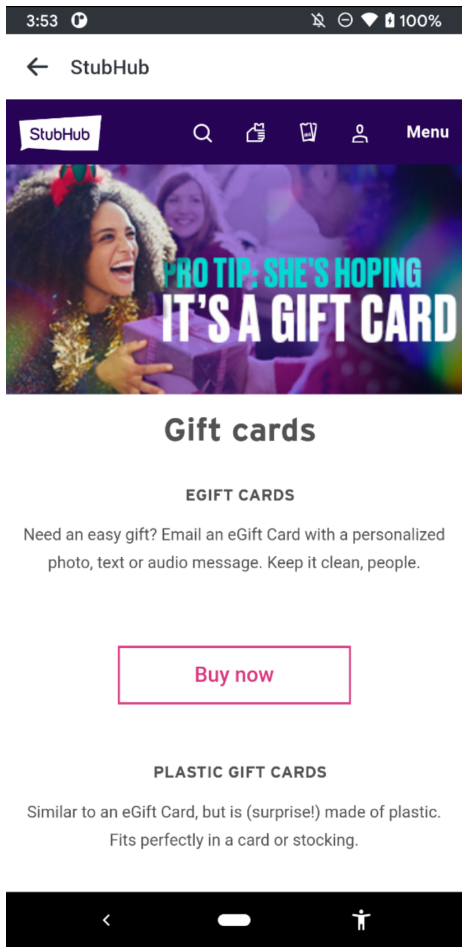 3:53
100%
StubHub
StubHub
Menu
PRO TIP: SHE'S HOPING
IT'S A GIFT CARD
Gift cards
EGIFT CARDS
Need an easy gift? Email an eGift Card with a personalized
photo, text or audio message. Keep it clean, people.
Buy now
PLASTIC GIFT CARDS
Similar to an eGift Card, but is (surprise!) made of plastic.
Fits perfectly in a card or stocking.